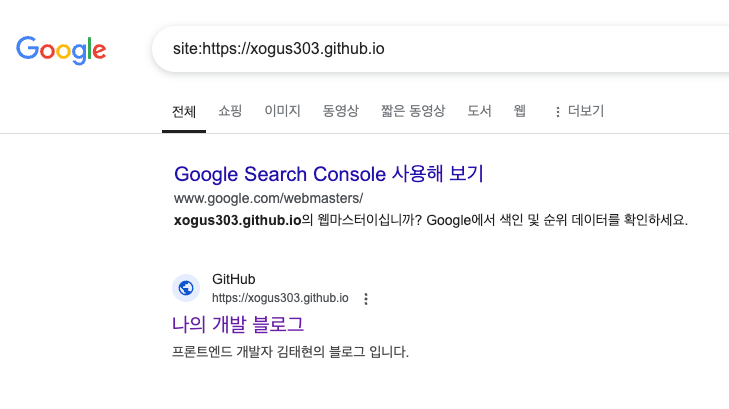 Google
site:https://xogus303.github.io
전체 쇼핑 이미지 동영상 짧은 동영상 도서 웹 ⋮ 더보기
Google Search Console 사용해 보기
www.google.com/webmasters/
xogus303.github.io의 웹마스터이십니까? Google에서 색인 및 순위 데이터를 확인하세요.
GitHub
https://xogus303.github.io ⋮
나의 개발 블로그
프론트엔드 개발자 김태현의 블로그 입니다.